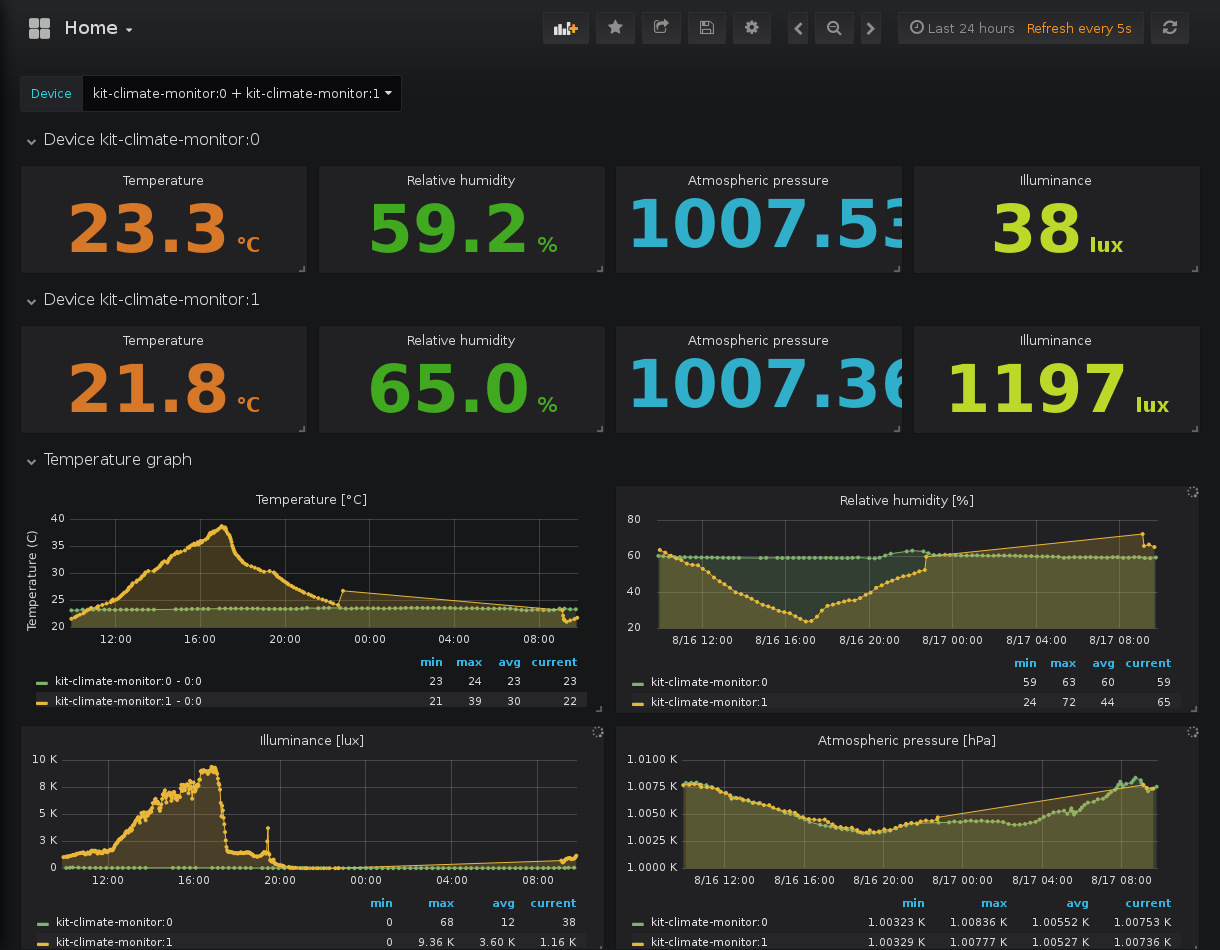 Home
Last 24 hours Refresh every 5s
Device kit-climate-monitor:0 + kit-climate-monitor:1
Device kit-climate-monitor:0
Temperature Relative humidity Atmospheric pressure Illuminance
23.3 °C 59.2 % 1007.53 38 lux
Device kit-climate-monitor:1
Temperature Relative humidity Atmospheric pressure Illuminance
21.8 °C 65.0 % 1007.36 1197 lux
Temperature graph
Temperature [°C]
Temperature (C)
40
35
30
25
20
12:00 16:00 20:00 00:00 04:00 08:00
min max avg current
kit-climate-monitor:0 - 0:0 23 24 23 23
kit-climate-monitor:1 - 0:0 21 39 30 22
Relative humidity [%]
80
60
40
20
8/16 12:00 8/16 16:00 8/16 20:00 8/17 00:00 8/17 04:00 8/17 08:00
min max avg current
kit-climate-monitor:0 59 63 60 59
kit-climate-monitor:1 24 72 44 65
Illuminance [lux]
10 K
8 K
5 K
3 K
0
12:00 16:00 20:00 00:00 04:00 08:00
min max avg current
kit-climate-monitor:0 0 68 12 38
kit-climate-monitor:1 0 9.36 K 3.60 K 1.16 K
Atmospheric pressure [hPa]
1.0100 K
1.0075 K
1.0050 K
1.0025 K
1.0000 K
8/16 12:00 8/16 16:00 8/16 20:00 8/17 00:00 8/17 04:00 8/17 08:00
min max avg current
kit-climate-monitor:0 1.00323 K 1.00836 K 1.00552 K 1.00753 K
kit-climate-monitor:1 1.00329 K 1.00777 K 1.00527 K 1.00736 K